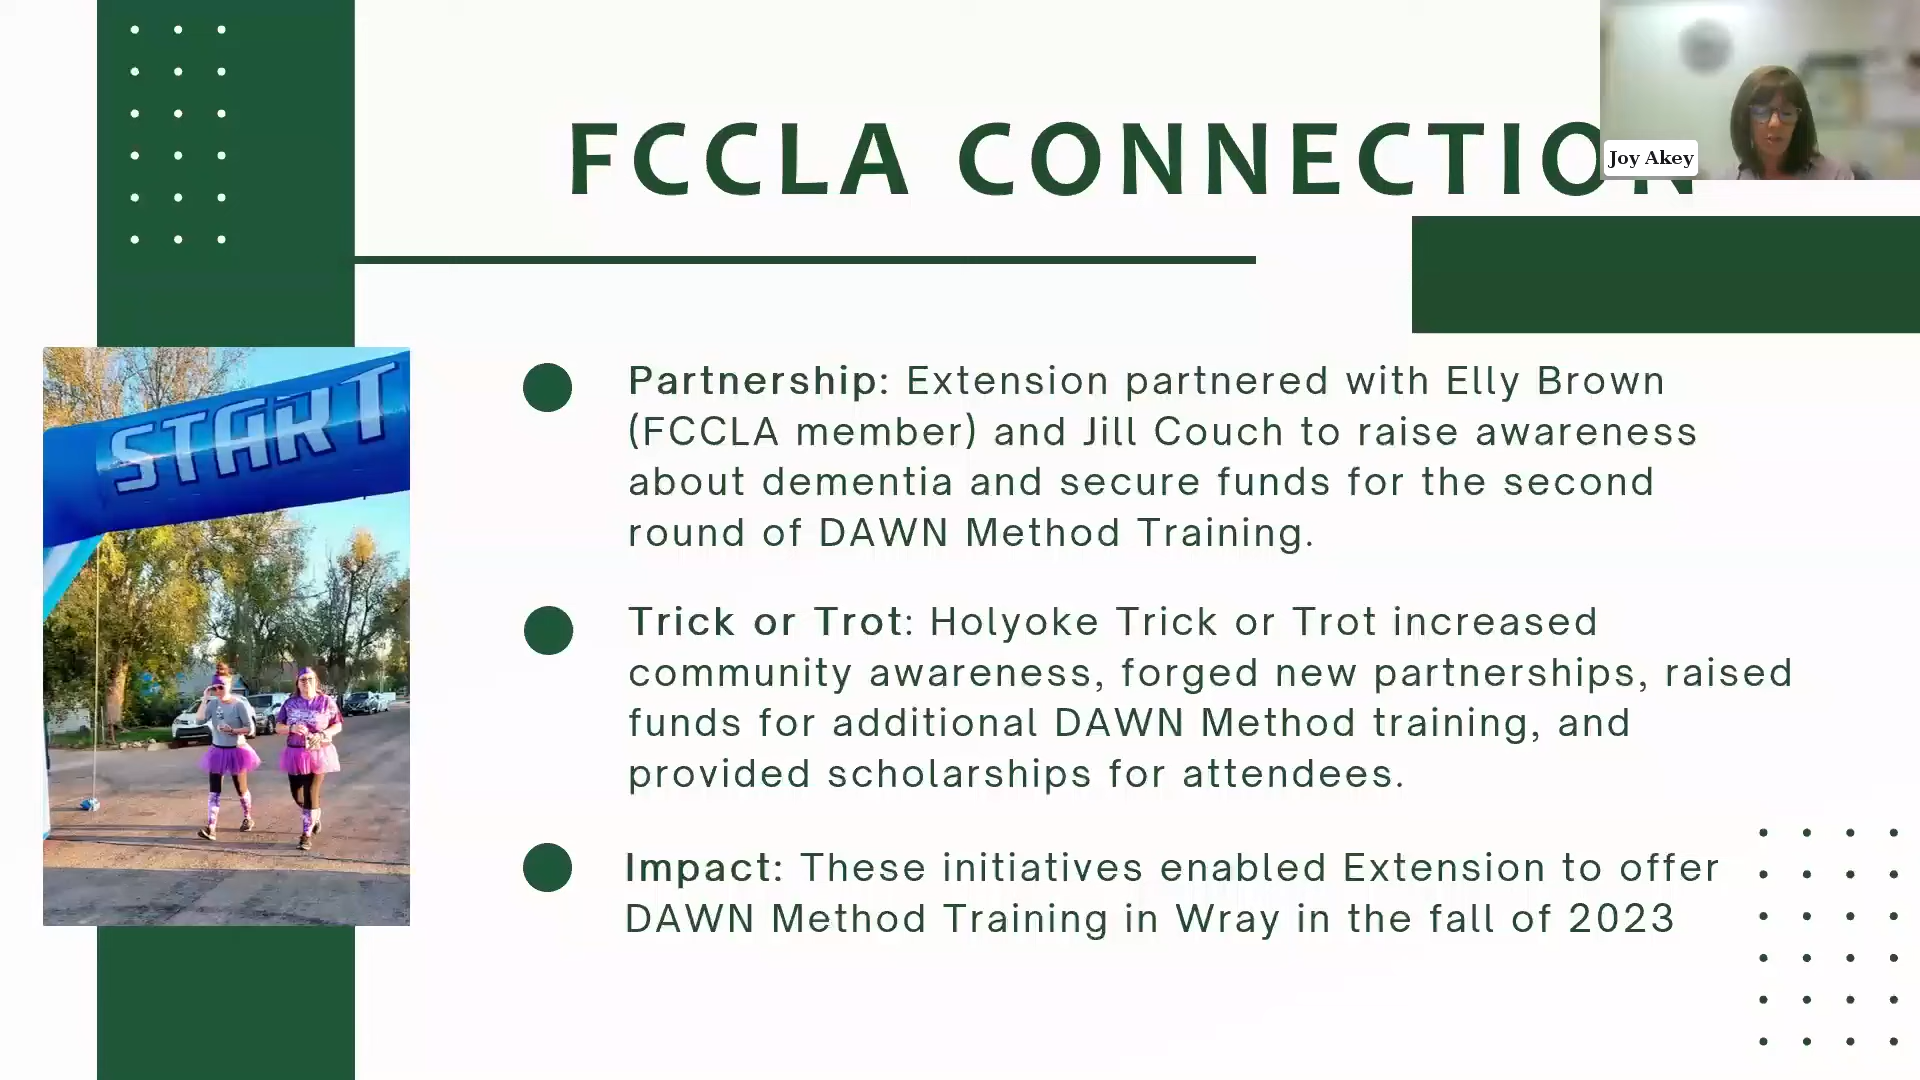 FCCLA CONNECTION
Joy Akey
START
Partnership: Extension partnered with Elly Brown
(FCCLA member) and Jill Couch to raise awareness
about dementia and secure funds for the second
round of DAWN Method Training.
Trick or Trot: Holyoke Trick or Trot increased
community awareness, forged new partnerships, raised
funds for additional DAWN Method training, and
provided scholarships for attendees.
Impact: These initiatives enabled Extension to offer
DAWN Method Training in Wray in the fall of 2023